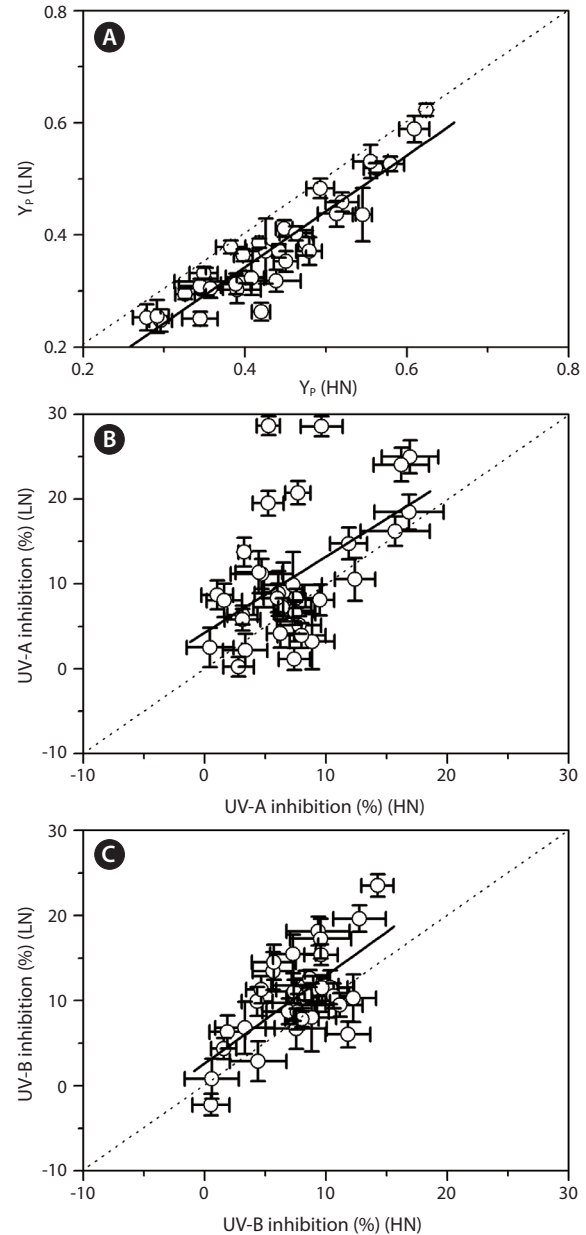 A
0.8
0.6
0.4
0.2
Y_P (LN)
0.2 0.4 0.6 0.8
Y_P (HN)
B
30
20
10
0
-10
UV-A inhibition (%) (LN)
-10 0 10 20 30
UV-A inhibition (%) (HN)
C
30
20
10
0
-10
UV-B inhibition (%) (LN)
-10 0 10 20 30
UV-B inhibition (%) (HN)